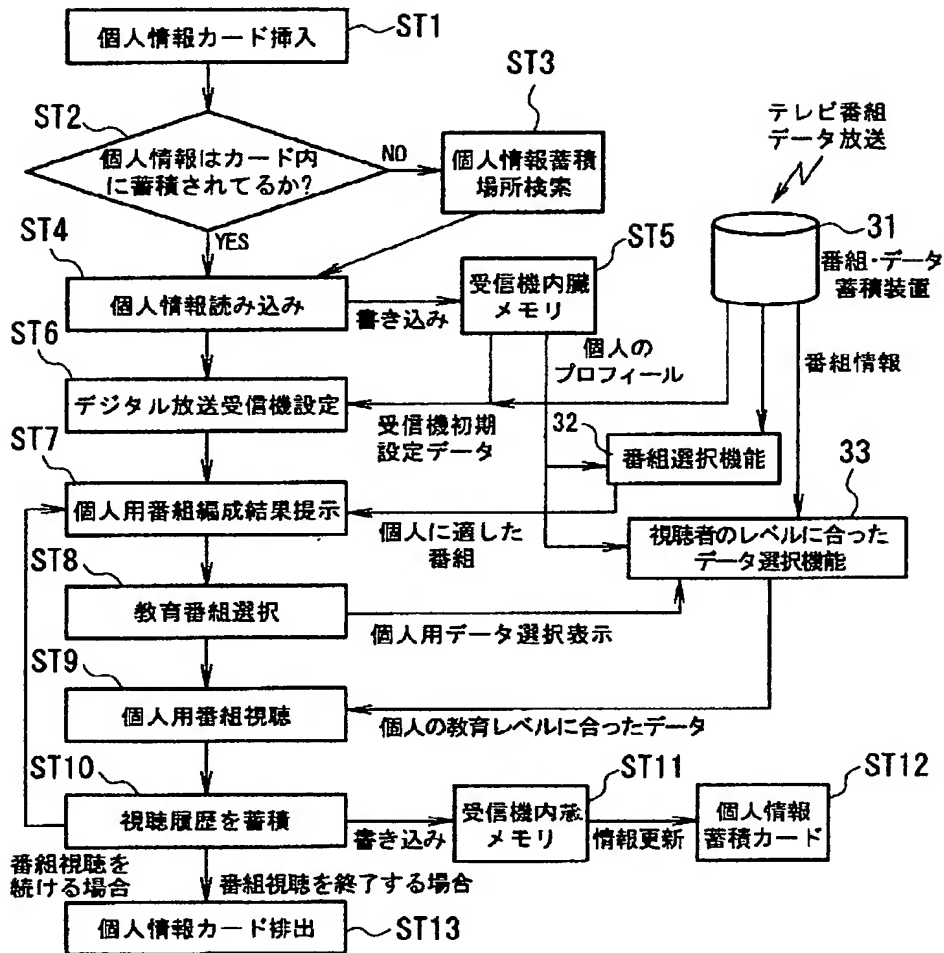 個人情報カード挿入
ST1
ST2
個人情報はカード内
に蓄積されてるか?
NO
ST3
個人情報蓄積
場所検索
テレビ番組
データ放送
YES
ST4
個人情報読み込み
書き込み
ST5
受信機内臓
メモリ
31
番組・データ
蓄積装置
ST6
デジタル放送受信機設定
個人の
プロフィール
番組情報
受信機初期
設定データ
32
番組選択機能
33
ST7
個人用番組編成結果提示
個人に適した
番組
視聴者のレベルに合った
データ選択機能
ST8
教育番組選択
個人用データ選択表示
ST9
個人用番組視聴
個人の教育レベルに合ったデータ
ST10
視聴履歴を蓄積
書き込み
ST11
受信機内蔵
メモリ
情報更新
ST12
個人情報
蓄積カード
番組視聴を
続ける場合
番組視聴を終了する場合
個人情報カード排出
ST13